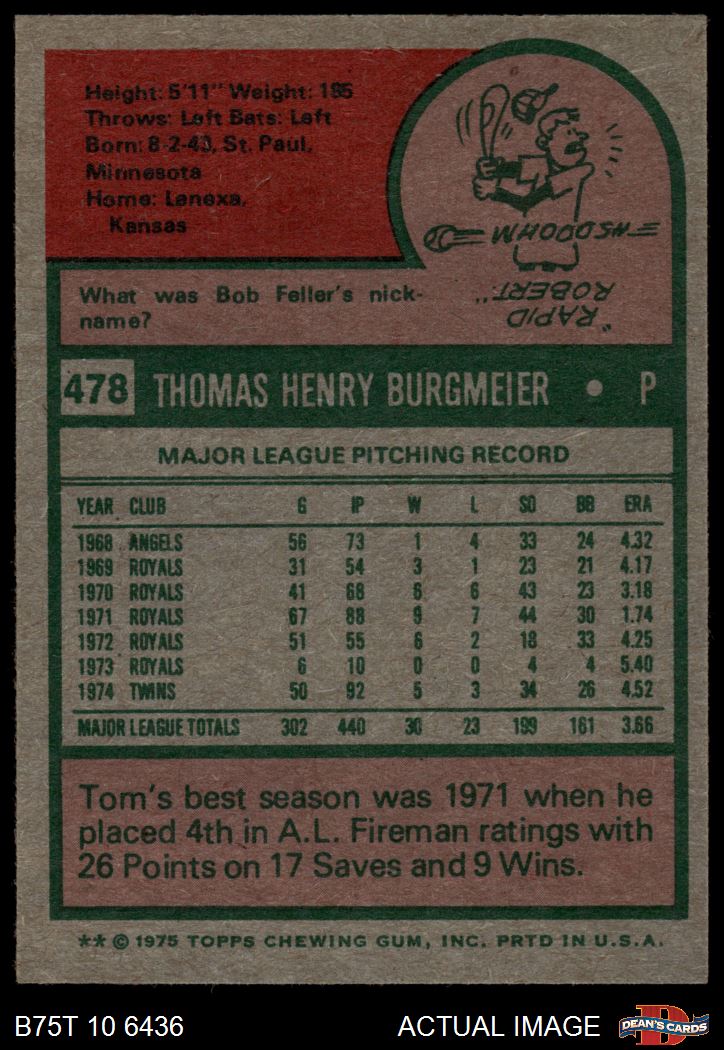 Height: 5'11" Weight: 185
Throws: Left Bats: Left
Born: 8-2-43, St. Paul,
Minnesota
Home: Lenexa,
Kansas
WHOOOSH
"RAPID
ROBERT"
What was Bob Feller's nick-
name?
478 THOMAS HENRY BURGMEIER • P
MAJOR LEAGUE PITCHING RECORD
YEAR CLUB G IP W L SO BB ERA
1968 ANGELS 56 73 1 4 33 24 4.32
1969 ROYALS 31 54 3 1 23 21 4.17
1970 ROYALS 41 68 6 6 43 23 3.18
1971 ROYALS 67 88 9 7 44 30 1.74
1972 ROYALS 51 55 6 2 18 33 4.25
1973 ROYALS 6 10 0 0 4 4 5.40
1974 TWINS 50 92 5 3 34 26 4.52
MAJOR LEAGUE TOTALS 302 440 30 23 199 161 3.66
Tom's best season was 1971 when he
placed 4th in A.L. Fireman ratings with
26 Points on 17 Saves and 9 Wins.
** © 1975 TOPPS CHEWING GUM, INC. PRTD IN U.S.A.
B75T 10 6436 ACTUAL IMAGE D DEAN'S CARDS